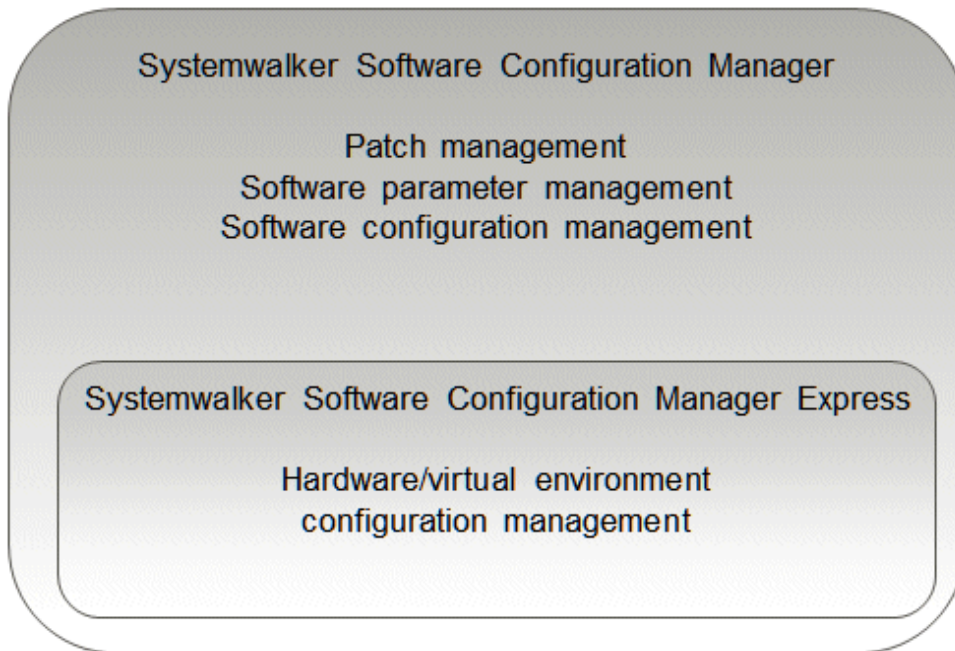 Systemwalker Software Configuration Manager
Patch management
Software parameter management
Software configuration management
Systemwalker Software Configuration Manager Express
Hardware/virtual environment
configuration management